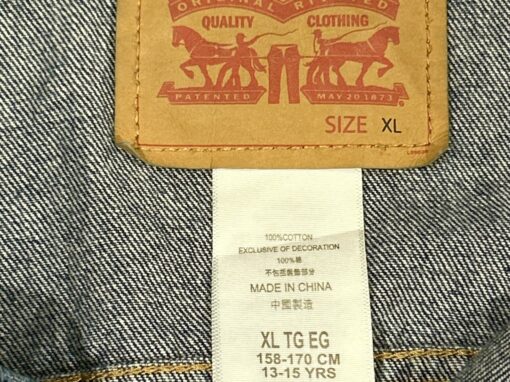 ORIGINAL RIVETED
QUALITY CLOTHING
PATENTED MAY 20 1873
SIZE XL
100%COTTON
EXCLUSIVE OF DECORATION
100%棉
不包括裝飾部分
MADE IN CHINA
中國製造
XL TG EG
158-170 CM
13-15 YRS